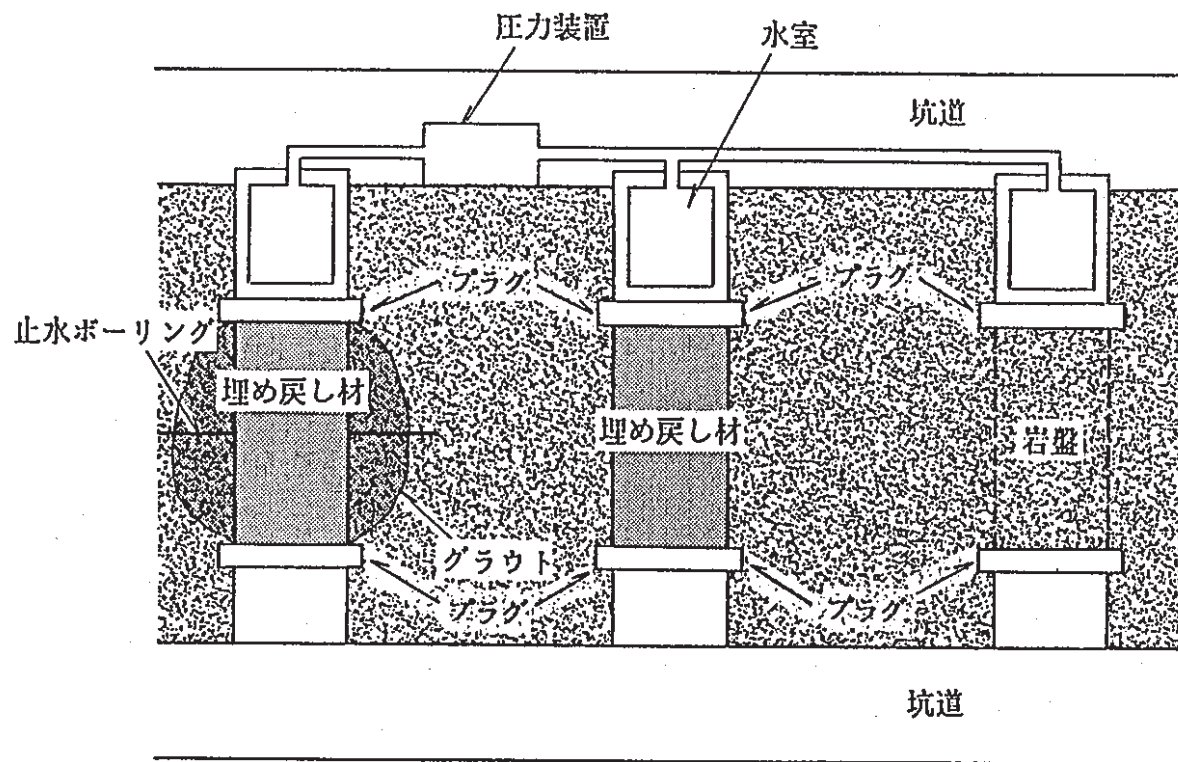 圧力装置
水室
坑道
プラグ
プラグ
止水ボーリング
埋め戻し材
埋め戻し材
岩盤
グラウト
プラグ
プラグ
坑道